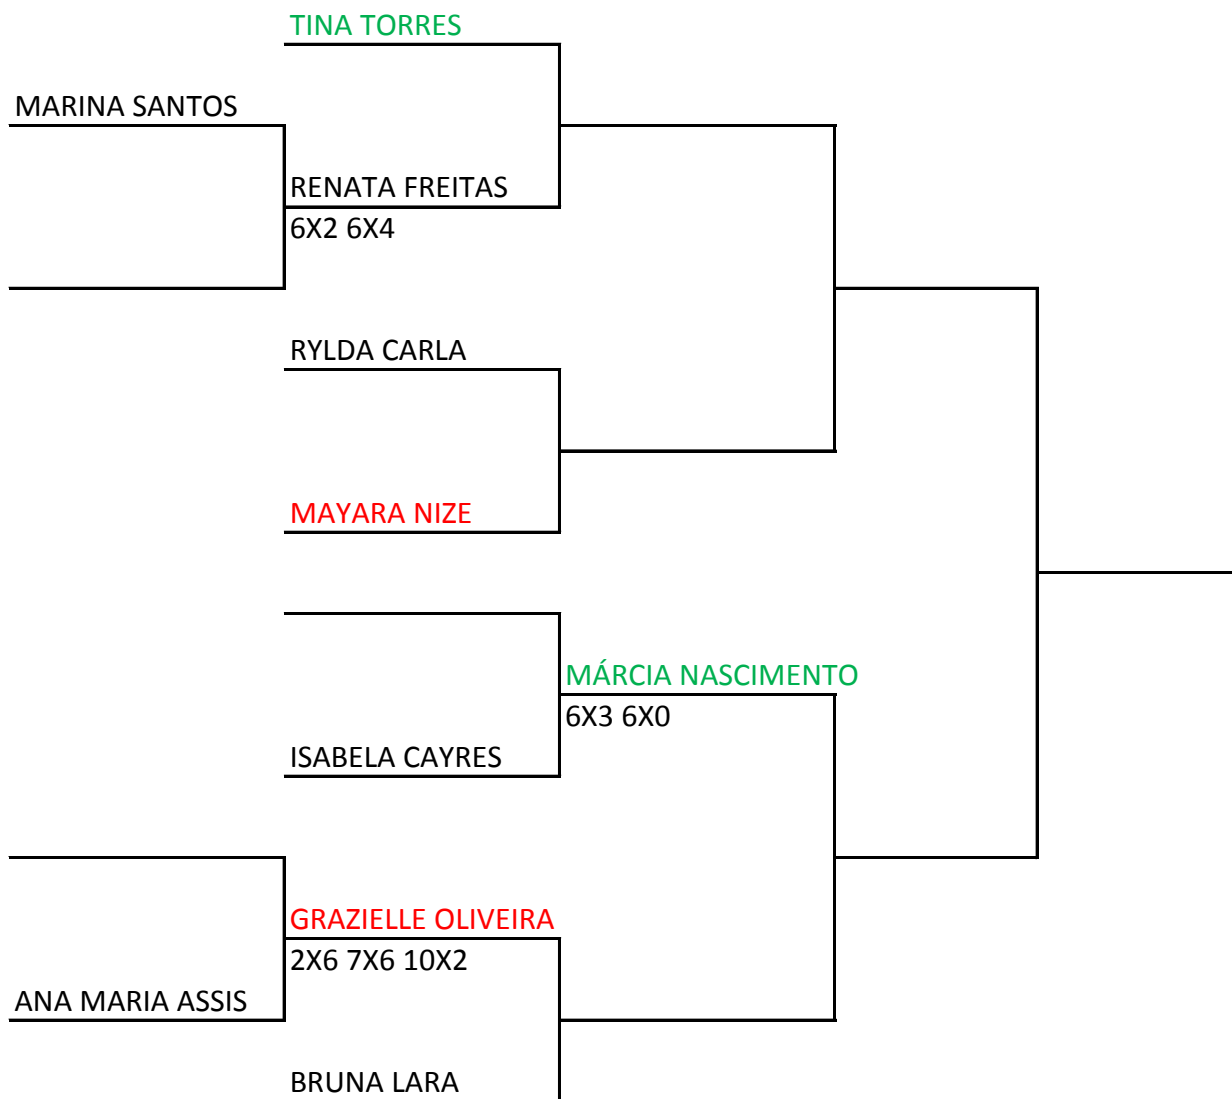 TINA TORRES
MARINA SANTOS
RENATA FREITAS
6X2 6X4
RYLDA CARLA
MAYARA NIZE
MÁRCIA NASCIMENTO
6X3 6X0
ISABELA CAYRES
GRAZIELLE OLIVEIRA
2X6 7X6 10X2
ANA MARIA ASSIS
BRUNA LARA